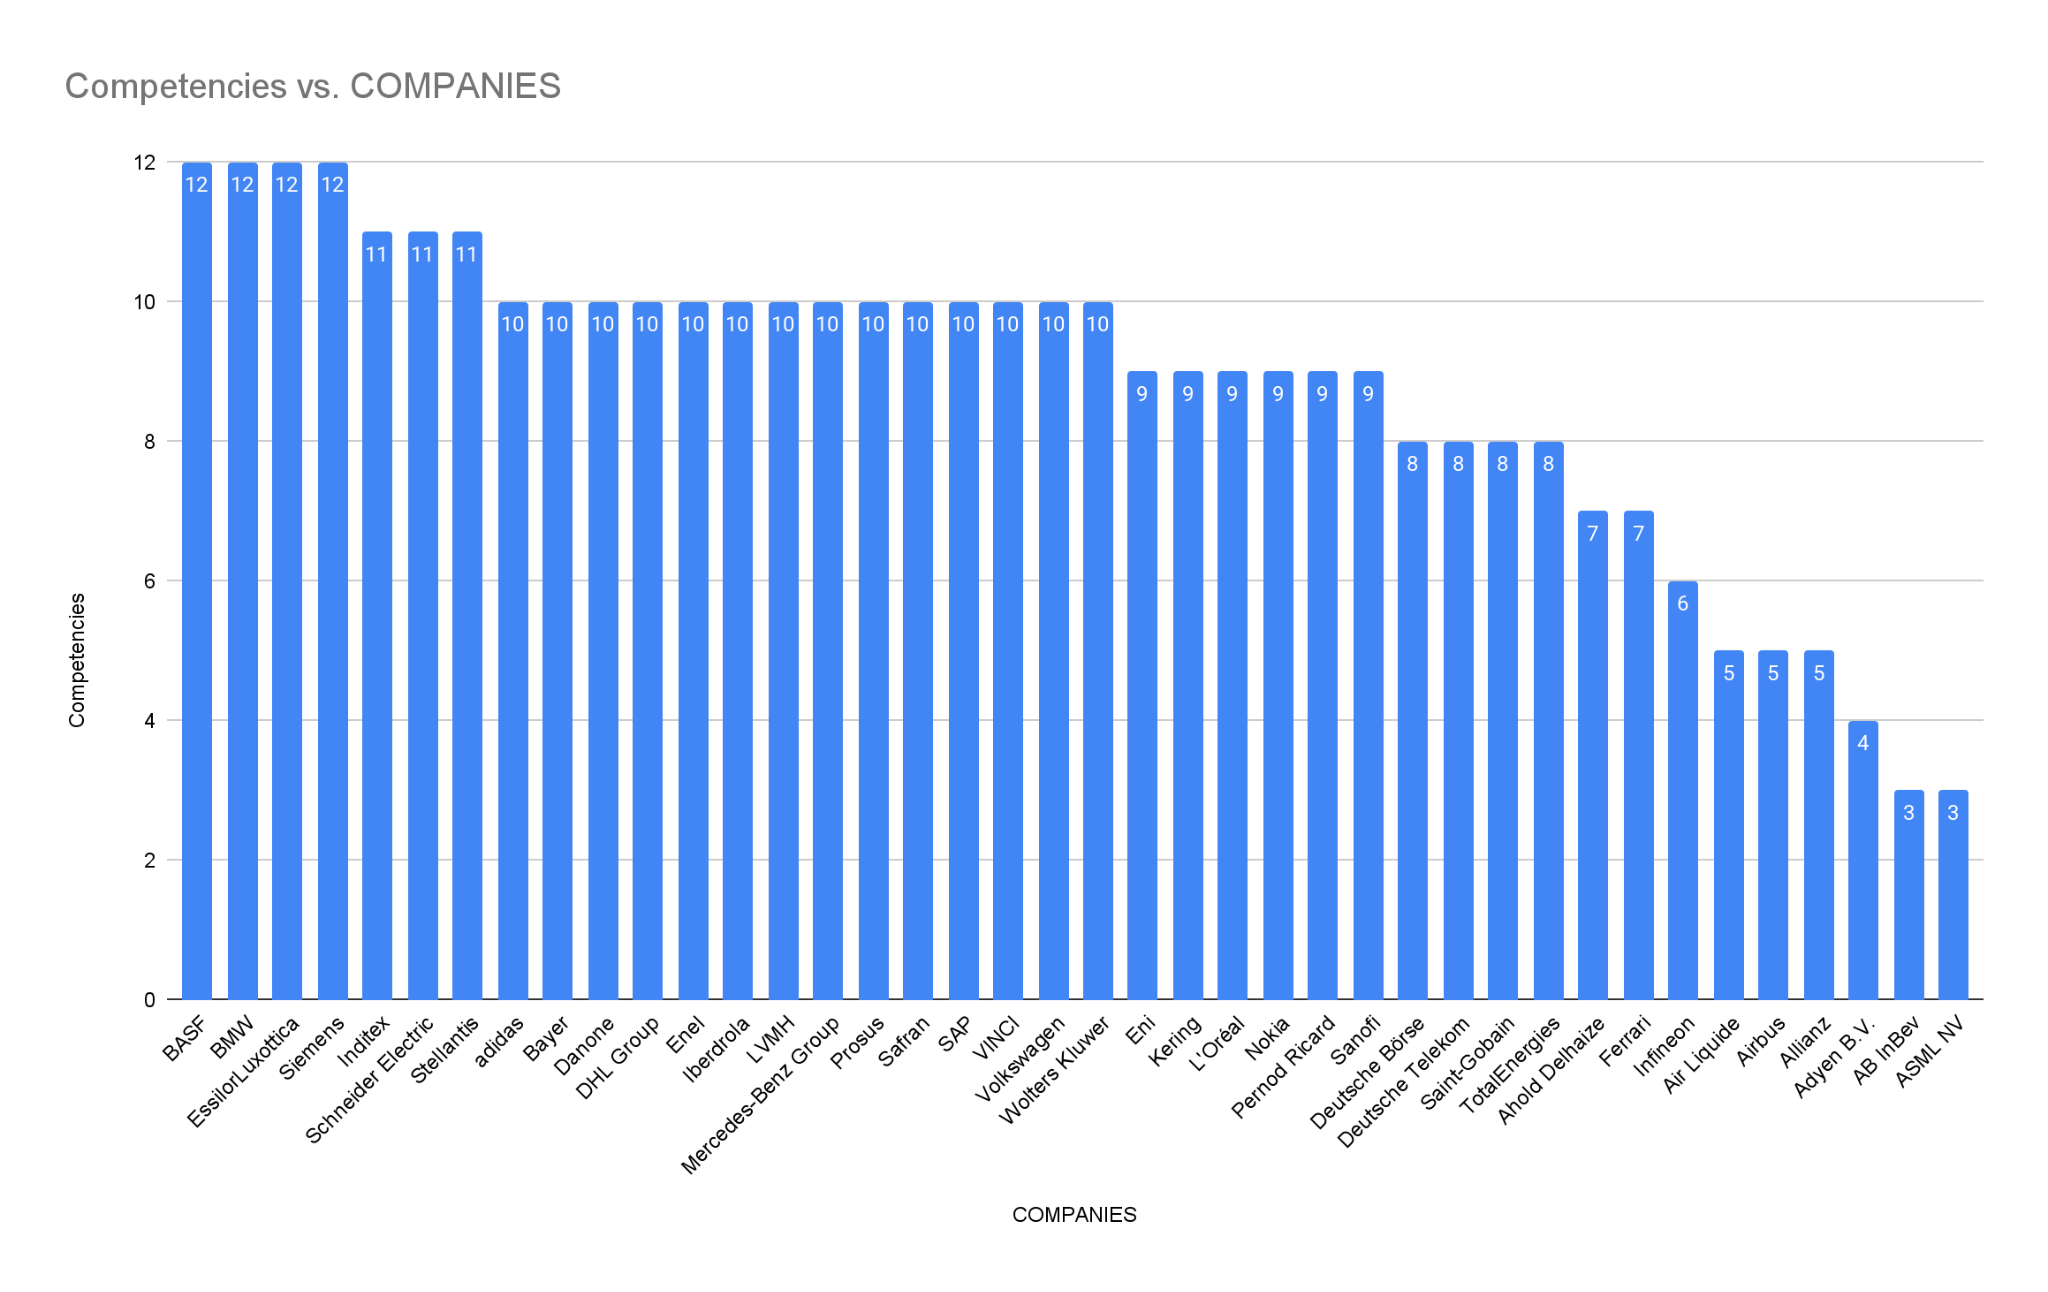 Competencies vs. COMPANIES
12
10
8
6
4
2
0
Competencies
12 12 12 12 11 11 11 10 10 10 10 10 10 10 10 10 10 10 10 10 10 9 9 9 9 9 9 8 8 8 8 7 7 6 5 5 5 4 3 3
BASF
BMW
EssilorLuxottica
Siemens
Inditex
Schneider Electric
Stellantis
adidas
Bayer
Danone
DHL Group
Enel
Iberdrola
LVMH
Mercedes-Benz Group
Prosus
Safran
SAP
VINCI
Volkswagen
Wolters Kluwer
Eni
Kering
L'Oréal
Nokia
Pernod Ricard
Sanofi
Deutsche Börse
Deutsche Telekom
Saint-Gobain
TotalEnergies
Ahold Delhaize
Ferrari
Infineon
Air Liquide
Airbus
Allianz
Adyen B.V.
AB InBev
ASML NV
COMPANIES